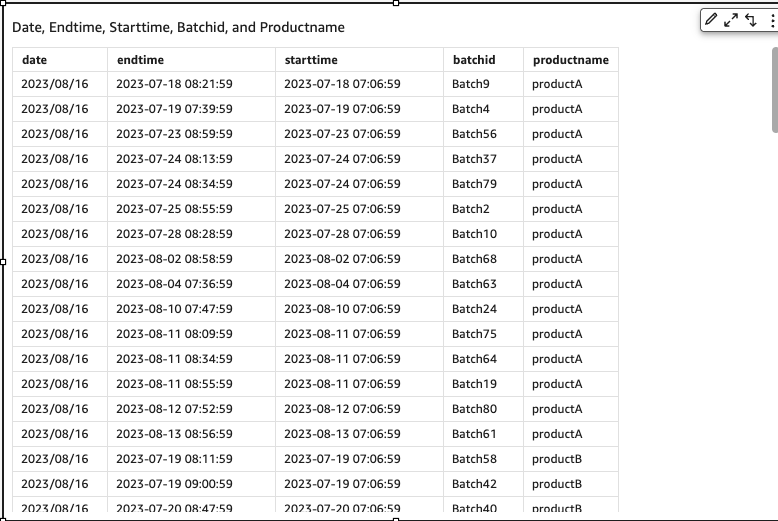 Date, Endtime, Starttime, Batchid, and Productname
date endtime starttime batchid productname
2023/08/16 2023-07-18 08:21:59 2023-07-18 07:06:59 Batch9 productA
2023/08/16 2023-07-19 07:39:59 2023-07-19 07:06:59 Batch4 productA
2023/08/16 2023-07-23 08:59:59 2023-07-23 07:06:59 Batch56 productA
2023/08/16 2023-07-24 08:13:59 2023-07-24 07:06:59 Batch37 productA
2023/08/16 2023-07-24 08:34:59 2023-07-24 07:06:59 Batch79 productA
2023/08/16 2023-07-25 08:55:59 2023-07-25 07:06:59 Batch2 productA
2023/08/16 2023-07-28 08:28:59 2023-07-28 07:06:59 Batch10 productA
2023/08/16 2023-08-02 08:58:59 2023-08-02 07:06:59 Batch68 productA
2023/08/16 2023-08-04 07:36:59 2023-08-04 07:06:59 Batch63 productA
2023/08/16 2023-08-10 07:47:59 2023-08-10 07:06:59 Batch24 productA
2023/08/16 2023-08-11 08:09:59 2023-08-11 07:06:59 Batch75 productA
2023/08/16 2023-08-11 08:34:59 2023-08-11 07:06:59 Batch64 productA
2023/08/16 2023-08-11 08:55:59 2023-08-11 07:06:59 Batch19 productA
2023/08/16 2023-08-12 07:52:59 2023-08-12 07:06:59 Batch80 productA
2023/08/16 2023-08-13 08:56:59 2023-08-13 07:06:59 Batch61 productA
2023/08/16 2023-07-19 08:11:59 2023-07-19 07:06:59 Batch58 productB
2023/08/16 2023-07-19 09:00:59 2023-07-19 07:06:59 Batch42 productB
2023/08/16 2023-07-20 08:47:59 2023-07-20 07:06:59 Batch40 productB